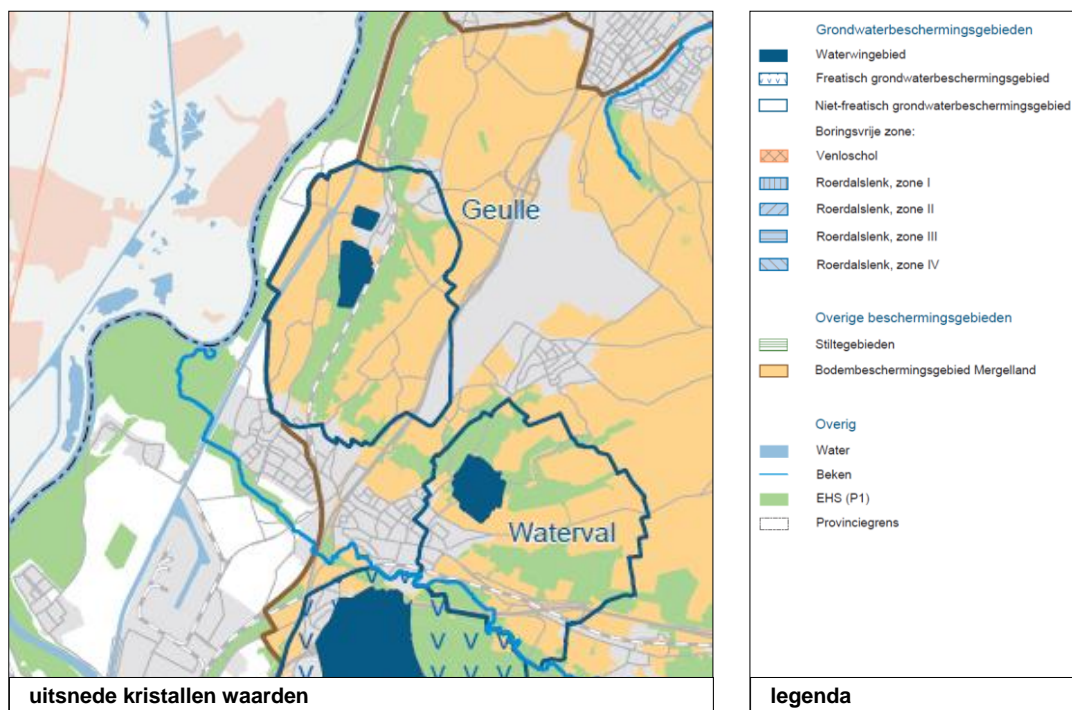 Geulle
Waterval
uitsnede kristallen waarden
Grondwaterbeschermingsgebieden
Waterwingebied
Freatisch grondwaterbeschermingsgebied
Niet-freatisch grondwaterbeschermingsgebied
Boringsvrije zone:
Venloschol
Roerdalslenk, zone I
Roerdalslenk, zone II
Roerdalslenk, zone III
Roerdalslenk, zone IV
Overige beschermingsgebieden
Stiltegebieden
Bodembeschermingsgebied Mergelland
Overig
Water
Beken
EHS (P1)
Provinciegrens
legenda